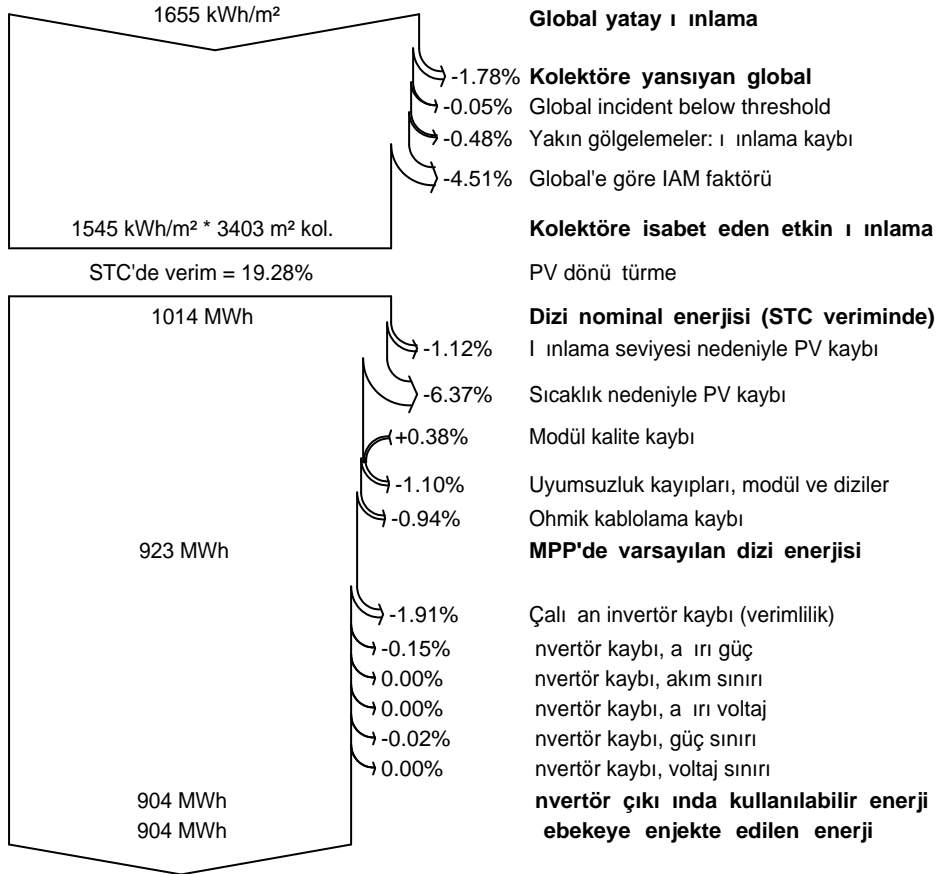 1655 kWh/m² Global yatay ı ınlama
-1.78% Kolektöre yansıyan global
-0.05% Global incident below threshold
-0.48% Yakın gölgelemeler: ı ınlama kaybı
-4.51% Global'e göre IAM faktörü
1545 kWh/m² * 3403 m² kol. Kolektöre isabet eden etkin ı ınlama
STC'de verim = 19.28% PV dönü türme
1014 MWh Dizi nominal enerjisi (STC veriminde)
-1.12% I ınlama seviyesi nedeniyle PV kaybı
-6.37% Sıcaklık nedeniyle PV kaybı
+0.38% Modül kalite kaybı
-1.10% Uyumsuzluk kayıpları, modül ve diziler
-0.94% Ohmik kablolama kaybı
923 MWh MPP'de varsayılan dizi enerjisi
-1.91% Çalı an invertör kaybı (verimlilik)
-0.15% nvertör kaybı, a ırı güç
0.00% nvertör kaybı, akım sınırı
0.00% nvertör kaybı, a ırı voltaj
-0.02% nvertör kaybı, güç sınırı
0.00% nvertör kaybı, voltaj sınırı
904 MWh nvertör çıkı ında kullanılabilir enerji
904 MWh ebekeye enjekte edilen enerji